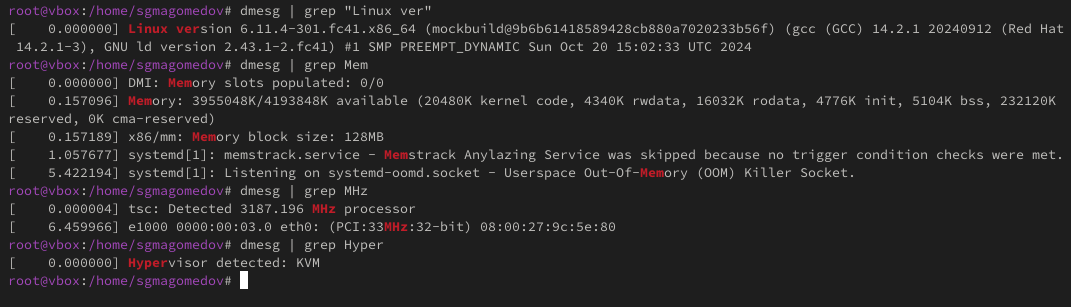 root@vbox:/home/sgmagomedov# dmesg | grep "Linux ver"
[    0.000000] Linux version 6.11.4-301.fc41.x86_64 (mockbuild@9b6b61418589428cb880a7020233b56f) (gcc (GCC) 14.2.1 20240912 (Red Hat
 14.2.1-3), GNU ld version 2.43.1-2.fc41) #1 SMP PREEMPT_DYNAMIC Sun Oct 20 15:02:33 UTC 2024
root@vbox:/home/sgmagomedov# dmesg | grep Mem
[    0.000000] DMI: Memory slots populated: 0/0
[    0.157096] Memory: 3955048K/4193848K available (20480K kernel code, 4340K rwdata, 16032K rodata, 4776K init, 5104K bss, 232120K
reserved, 0K cma-reserved)
[    0.157189] x86/mm: Memory block size: 128MB
[    1.057677] systemd[1]: memstrack.service - Memstrack Anylazing Service was skipped because no trigger condition checks were met.
[    5.422194] systemd[1]: Listening on systemd-oomd.socket - Userspace Out-Of-Memory (OOM) Killer Socket.
root@vbox:/home/sgmagomedov# dmesg | grep MHz
[    0.000004] tsc: Detected 3187.196 MHz processor
[    6.459966] e1000 0000:00:03.0 eth0: (PCI:33MHz:32-bit) 08:00:27:9c:5e:80
root@vbox:/home/sgmagomedov# dmesg | grep Hyper
[    0.000000] Hypervisor detected: KVM
root@vbox:/home/sgmagomedov#